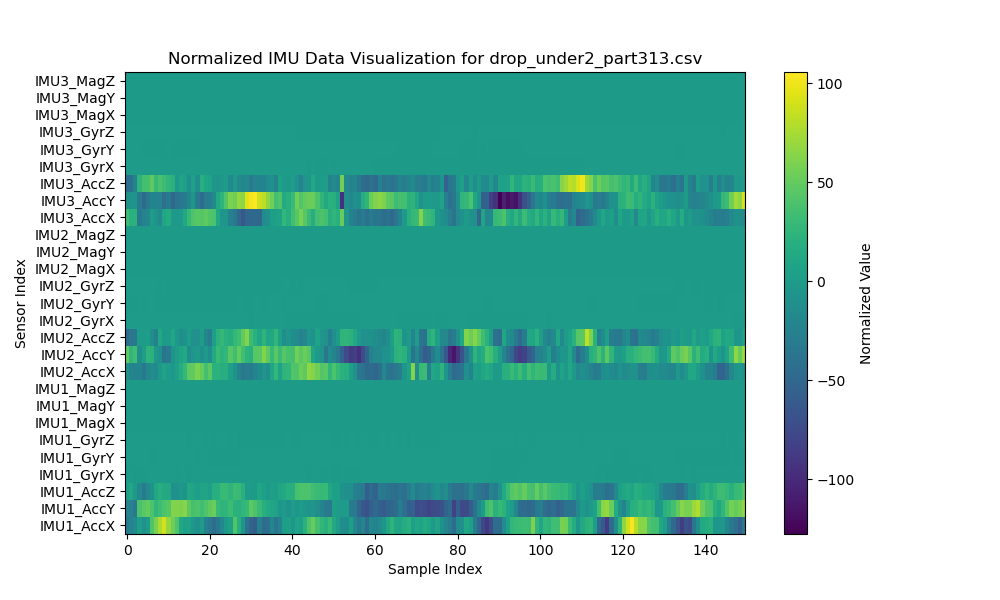 Normalized IMU Data Visualization for drop_under2_part313.csv
IMU3_MagZ
IMU3_MagY
IMU3_MagX
IMU3_GyrZ
IMU3_GyrY
IMU3_GyrX
IMU3_AccZ
IMU3_AccY
IMU3_AccX
IMU2_MagZ
IMU2_MagY
IMU2_MagX
IMU2_GyrZ
IMU2_GyrY
IMU2_GyrX
IMU2_AccZ
IMU2_AccY
IMU2_AccX
IMU1_MagZ
IMU1_MagY
IMU1_MagX
IMU1_GyrZ
IMU1_GyrY
IMU1_GyrX
IMU1_AccZ
IMU1_AccY
IMU1_AccX
Sensor Index
0 20 40 60 80 100 120 140
Sample Index
100
50
0
−50
−100
Normalized Value